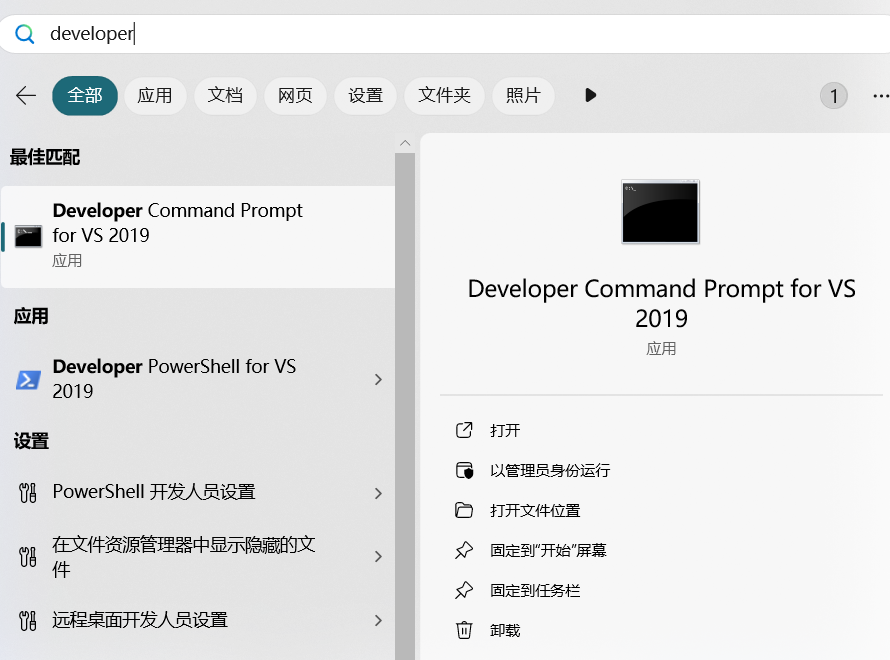 developer
全部
应用
文档
网页
设置
文件夹
照片
1
最佳匹配
Developer Command Prompt
for VS 2019
应用
应用
Developer PowerShell for VS
2019
设置
PowerShell 开发人员设置
在文件资源管理器中显示隐藏的文
件
远程桌面开发人员设置
Developer Command Prompt for VS
2019
应用
打开
以管理员身份运行
打开文件位置
固定到"开始"屏幕
固定到任务栏
卸载